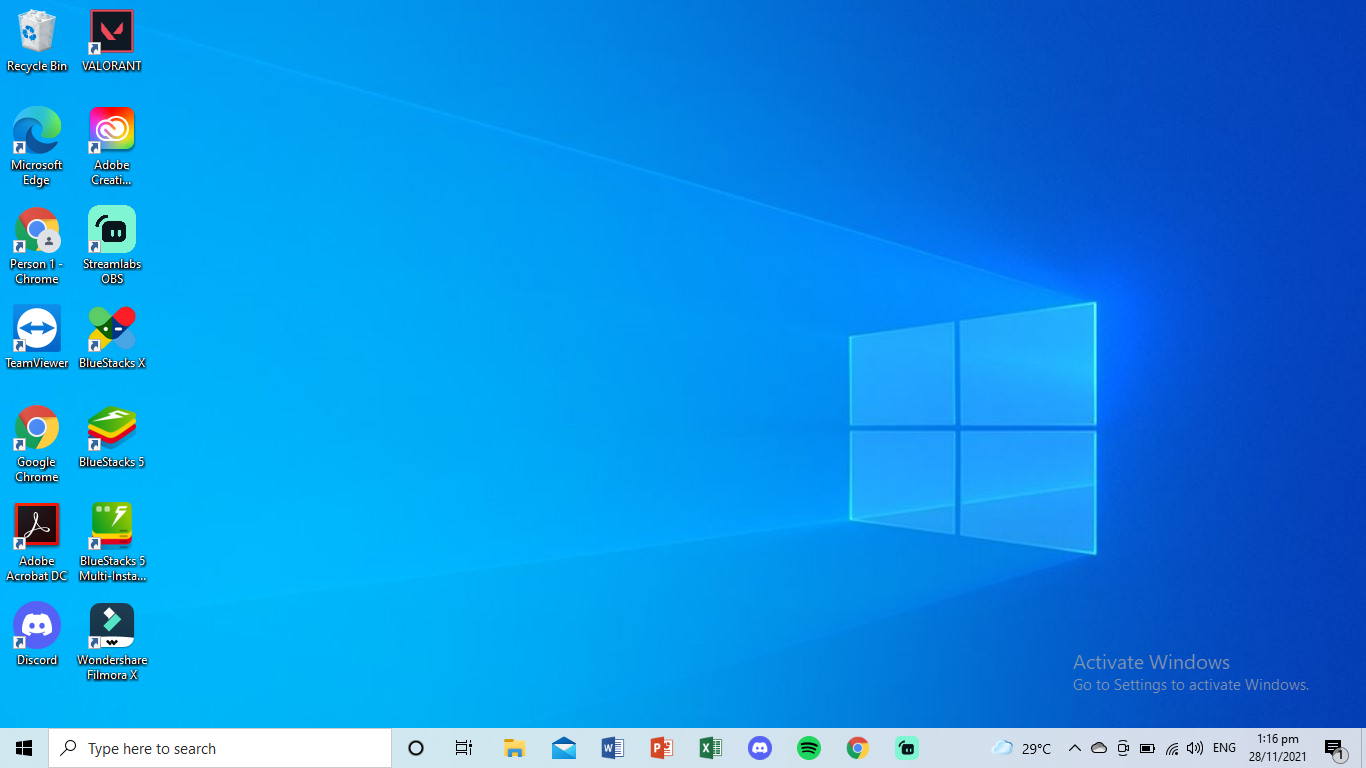 Recycle Bin
VALORANT
Microsoft
Edge
Adobe
Creati...
Person 1 -
Chrome
Streamlabs
OBS
TeamViewer
BlueStacks X
Google
Chrome
BlueStacks 5
Adobe
Acrobat DC
BlueStacks 5
Multi-Insta...
Discord
Wondershare
Filmora X
Activate Windows
Go to Settings to activate Windows.
Type here to search
29°C
ENG
1:16 pm
28/11/2021
1